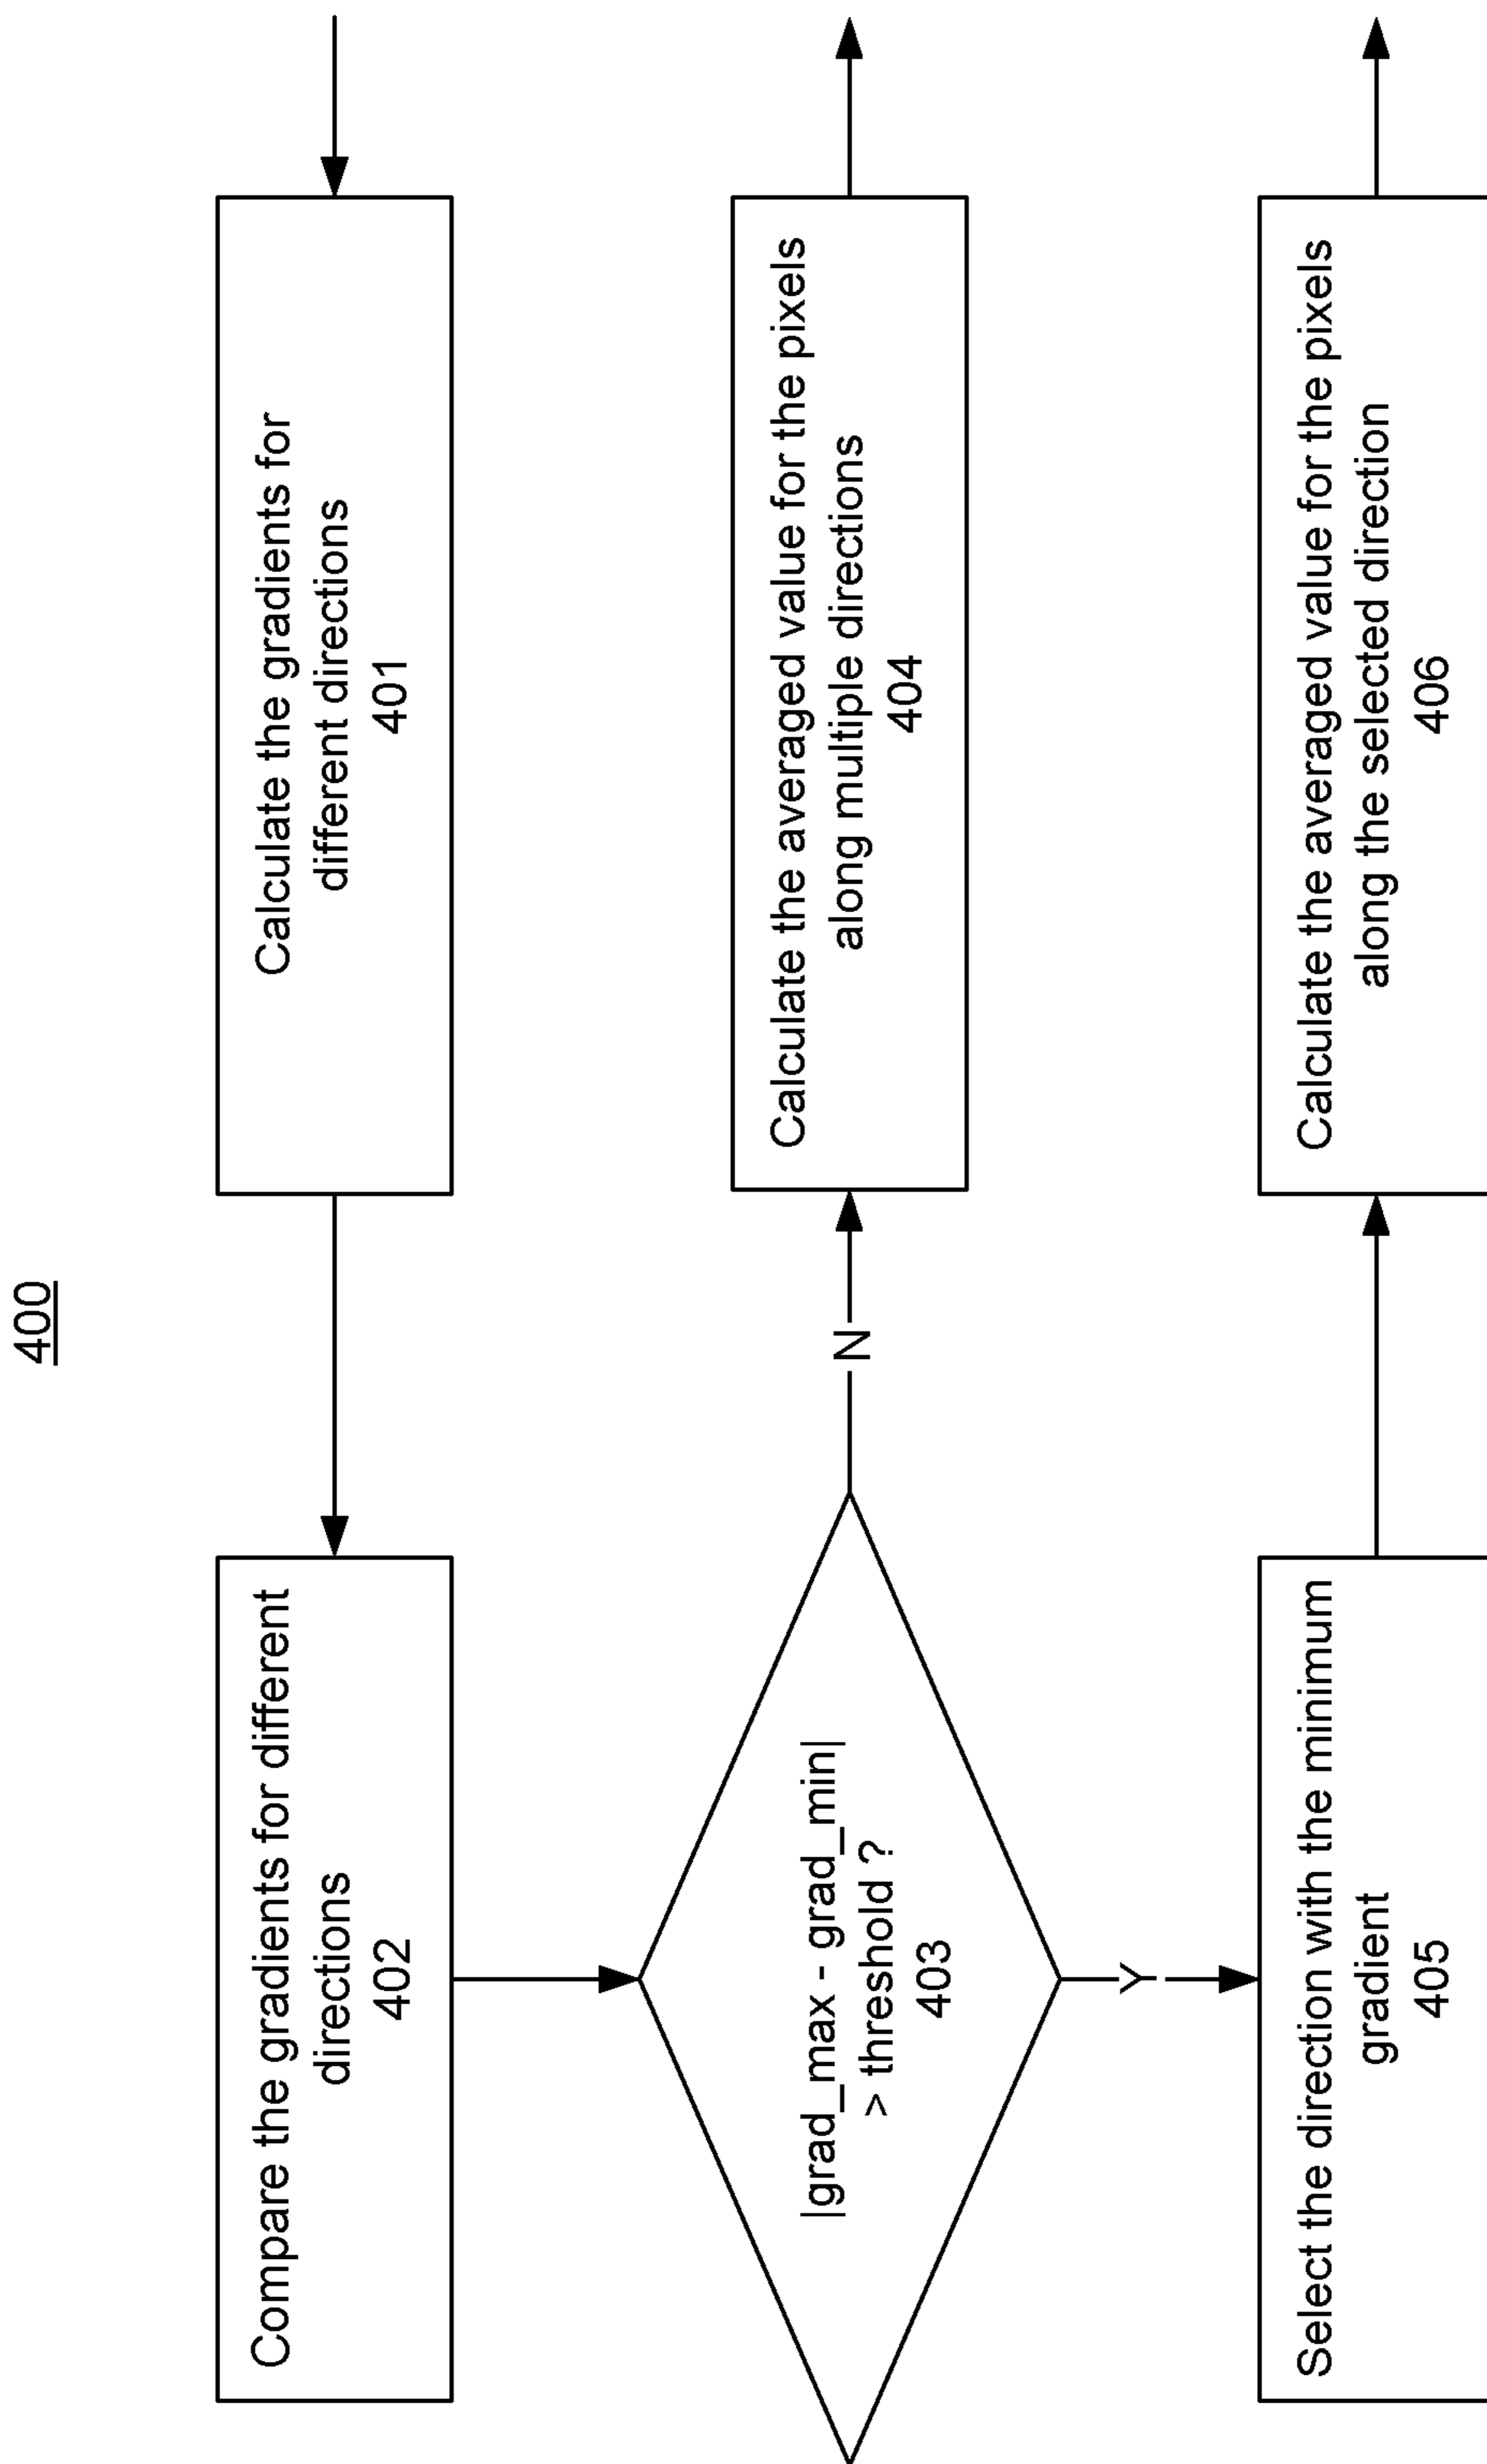 400
Calculate the gradients for
different directions
401
Compare the gradients for different
directions
402
|grad_max - grad_min|
> threshold ?
403
N
Calculate the averaged value for the pixels
along multiple directions
404
Y
Select the direction with the minimum
gradient
405
Calculate the averaged value for the pixels
along the selected direction
406